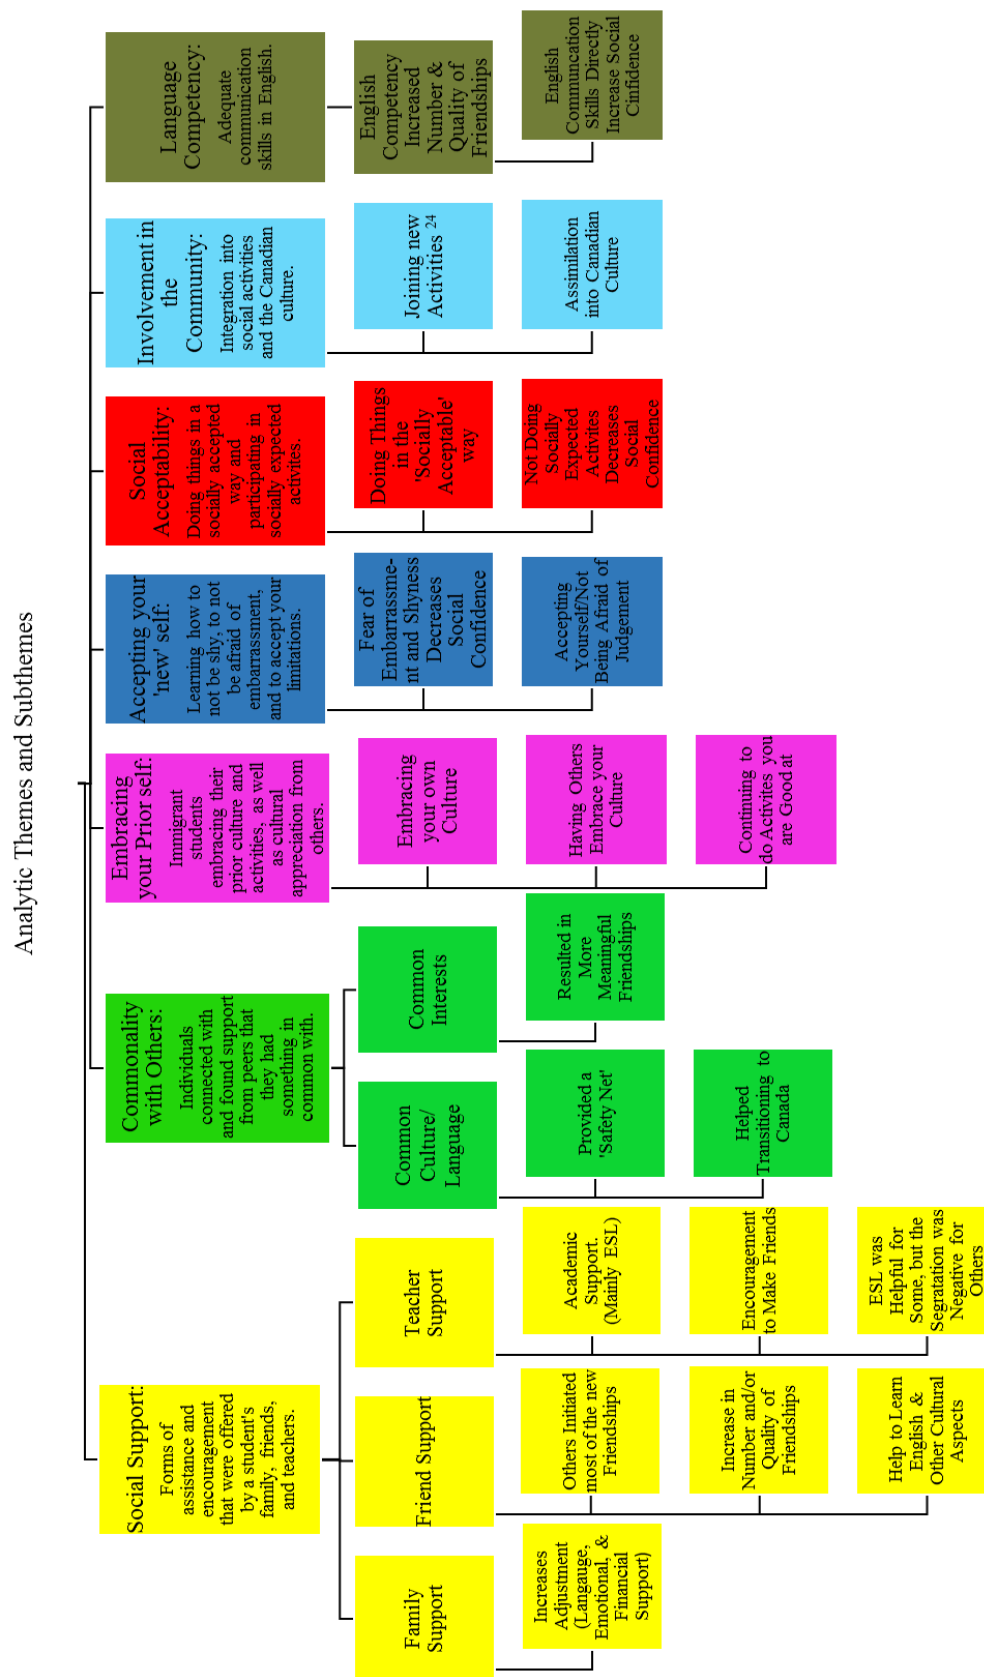 Analytic Themes and Subthemes
Social Support:
Forms of
assistance and
encouragement
that were offered
by a student's
family, friends,
and teachers.
Family
Support
Increases
Adjustment
(Langauge,
Emotional, &
Financial
Support)
Friend Support
Others Initiated
most of the new
Friendships
Increase in
Number and/or
Quality of
Friendships
Help to Learn
English &
Other Cultural
Aspects
Teacher
Support
Academic
Support.
(Mainly ESL)
Encouragement
to Make Friends
ESL was
Helpful for
Some, but the
Segratation was
Negative for
Others
Commonality
with Others:
Individuals
connected with
and found support
from peers that
they had
something in
common with.
Common
Culture/
Language
Provided a
'Safety Net'
Helped
Transitioning to
Canada
Common
Interests
Resulted in
More
Meaningful
Friendships
Embracing
your Prior self:
Immigrant
students
embracing their
prior culture and
activities, as well
as cultural
appreciation from
others.
Embracing
your own
Culture
Having Others
Embrace your
Culture
Continuing to
do Activites you
are Good at
Accepting your
'new' self:
Learning how to
not be shy, to not
be afraid of
embarrassment,
and to accept your
limitations.
Fear of
Embarrassme-
nt and Shyness
Decreases
Social
Confidence
Accepting
Yourself/Not
Being Afraid of
Judgement
Social
Acceptability:
Doing things in a
socially accepted
way and
participating in
socially expected
activites.
Doing Things
in the
'Socially
Acceptable'
way
Not Doing
Socially
Expected
Activites
Decreases
Social
Confidence
Involvement in
the
Community:
Integration into
social activities
and the Canadian
culture.
Joining new
Activities 24
Assimilation
into Canadian
Culture
Language
Competency:
Adequate
communication
skills in English.
English
Competency
Increased
Number &
Quality of
Friendships
English
Communcation
Skills Directly
Increase Social
Cinfidence